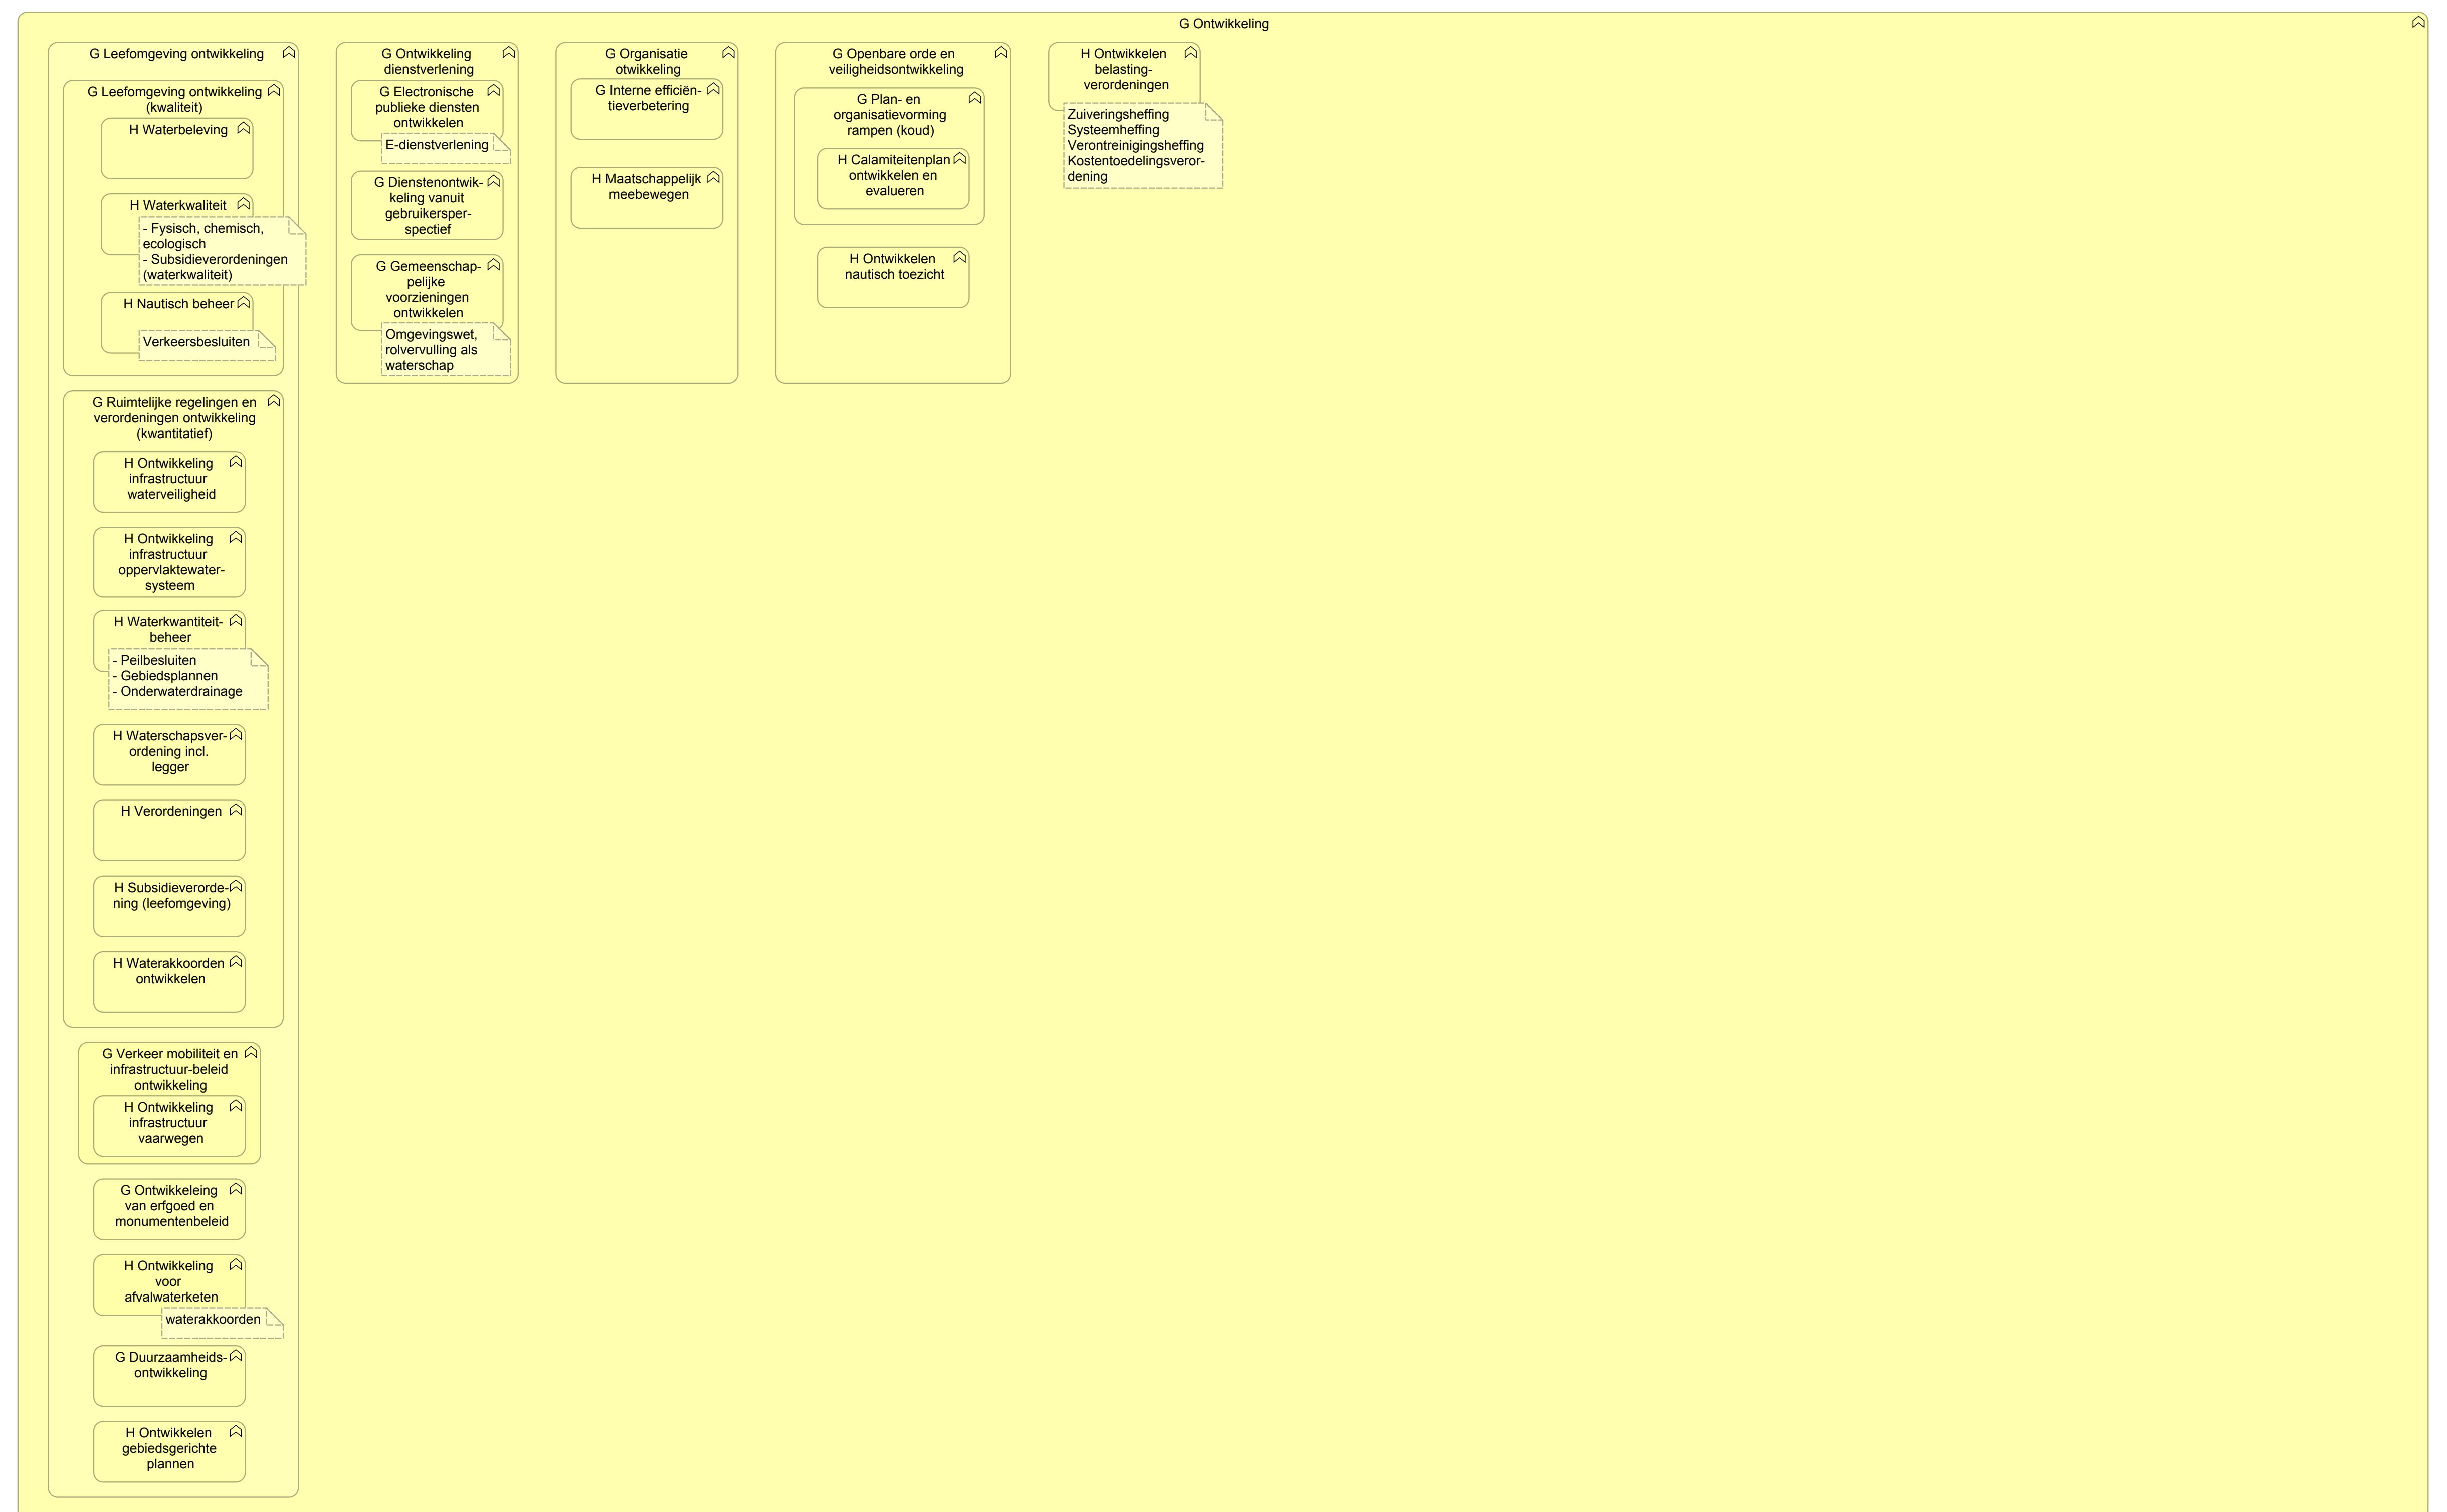 G Ontwikkeling
G Leefomgeving ontwikkeling
G Leefomgeving ontwikkeling
(kwaliteit)
H Waterbeleving
H Waterkwaliteit
- Fysisch, chemisch,
ecologisch
- Subsidieverordeningen
(waterkwaliteit)
H Nautisch beheer
Verkeersbesluiten
G Ruimtelijke regelingen en
verordeningen ontwikkeling
(kwantitatief)
H Ontwikkeling
infrastructuur
waterveiligheid
H Ontwikkeling
infrastructuur
oppervlaktewater-
systeem
H Waterkwantiteit-
beheer
- Peilbesluiten
- Gebiedsplannen
- Onderwaterdrainage
H Waterschapsver-
ordening incl.
legger
H Verordeningen
H Subsidieverorde-
ning (leefomgeving)
H Waterakkoorden
ontwikkelen
G Verkeer mobiliteit en
infrastructuur-beleid
ontwikkeling
H Ontwikkeling
infrastructuur
vaarwegen
G Ontwikkeleing
van erfgoed en
monumentenbeleid
H Ontwikkeling
voor
afvalwaterketen
waterakkoorden
G Duurzaamheids-
ontwikkeling
H Ontwikkelen
gebiedsgerichte
plannen
G Ontwikkeling
dienstverlening
G Electronische
publieke diensten
ontwikkelen
E-dienstverlening
G Dienstenontwik-
keling vanuit
gebruikersper-
spectief
G Gemeenschap-
pelijke
voorzieningen
ontwikkelen
Omgevingswet,
rolvervulling als
waterschap
G Organisatie
otwikkeling
G Interne efficiën-
tieverbetering
H Maatschappelijk
meebewegen
G Openbare orde en
veiligheidsontwikkeling
G Plan- en
organisatievorming
rampen (koud)
H Calamiteitenplan
ontwikkelen en
evalueren
H Ontwikkelen
nautisch toezicht
H Ontwikkelen
belasting-
verordeningen
Zuiveringsheffing
Systeemheffing
Verontreinigingsheffing
Kostentoedelingsveror-
dening